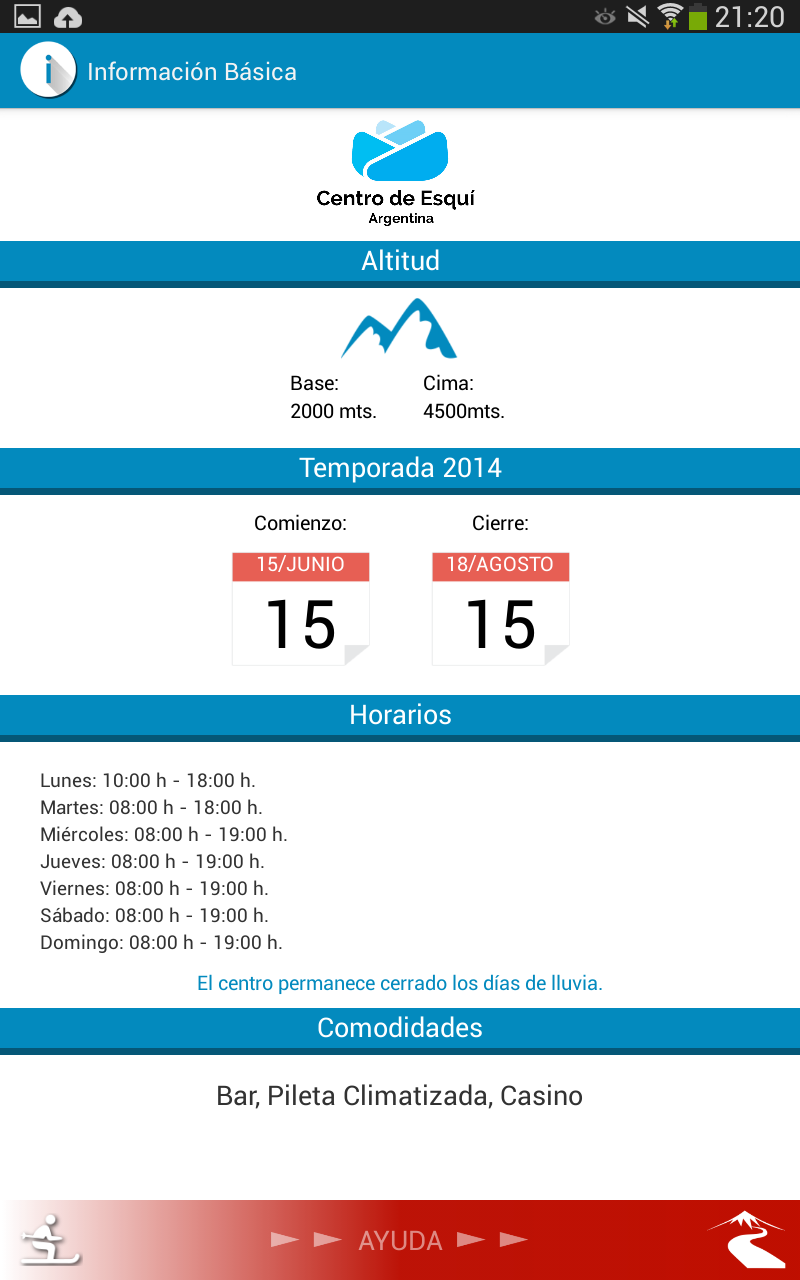 21:20
Información Básica
Centro de Esquí
Argentina
Altitud
Base: Cima:
2000 mts. 4500mts.
Temporada 2014
Comienzo: Cierre:
15/JUNIO 18/AGOSTO
15 15
Horarios
Lunes: 10:00 h - 18:00 h.
Martes: 08:00 h - 18:00 h.
Miércoles: 08:00 h - 19:00 h.
Jueves: 08:00 h - 19:00 h.
Viernes: 08:00 h - 19:00 h.
Sábado: 08:00 h - 19:00 h.
Domingo: 08:00 h - 19:00 h.
El centro permanece cerrado los días de lluvia.
Comodidades
Bar, Pileta Climatizada, Casino
AYUDA